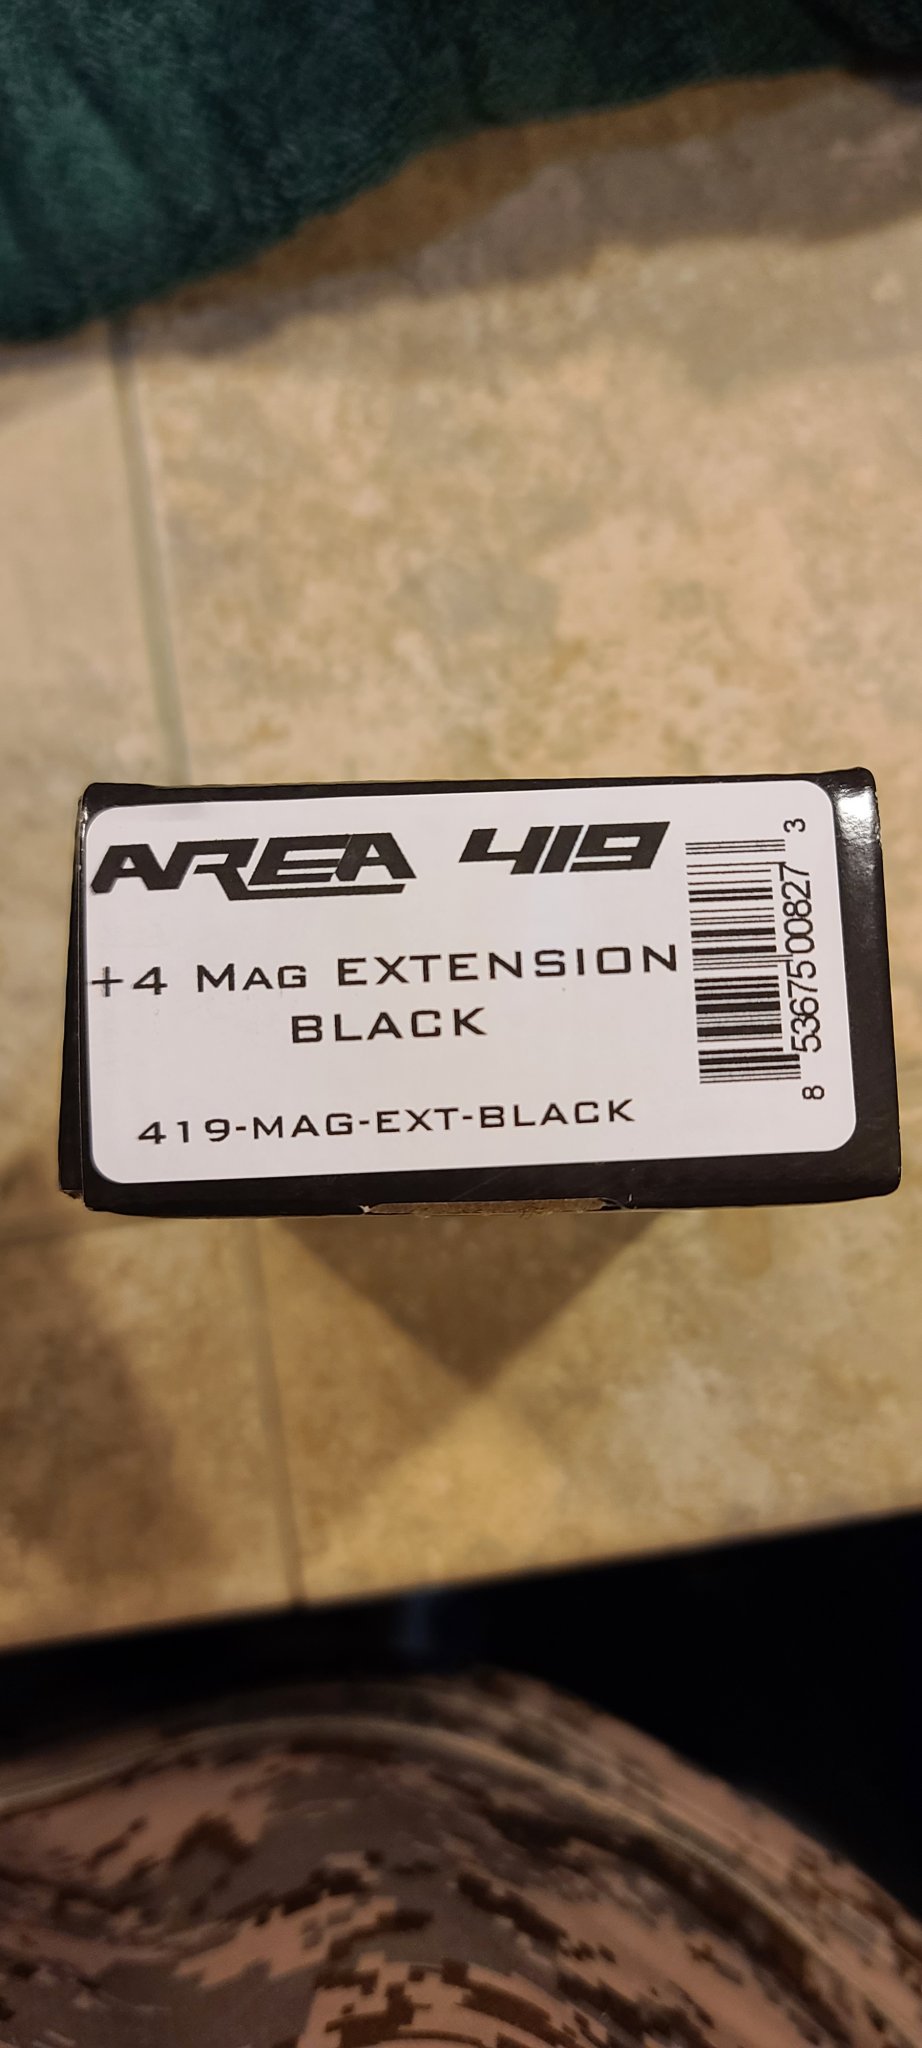 AREA 419
+4 MAG EXTENSION
BLACK
419-MAG-EXT-BLACK
8 53675 00827 3